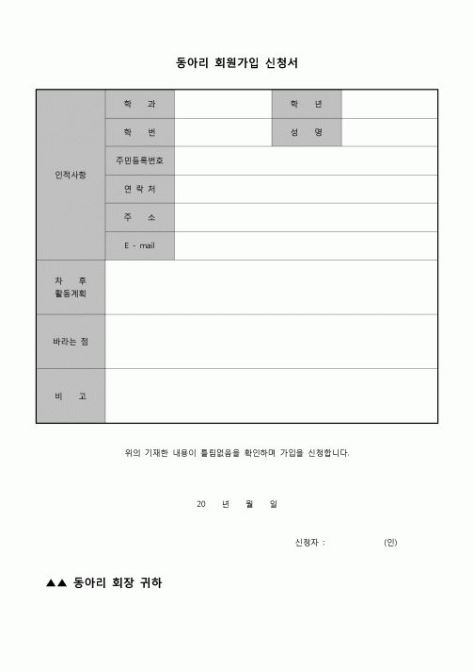 동아리 회원가입 신청서
인적사항
학 과
학 년
학 번
성 명
주민등록번호
연 락 처
주 소
E - mail
차 후
활동계획
바라는 점
비 고
위의 기재한 내용이 틀림없음을 확인하며 가입을 신청합니다.
20 년 월 일
신청자 : (인)
▲▲ 동아리 회장 귀하